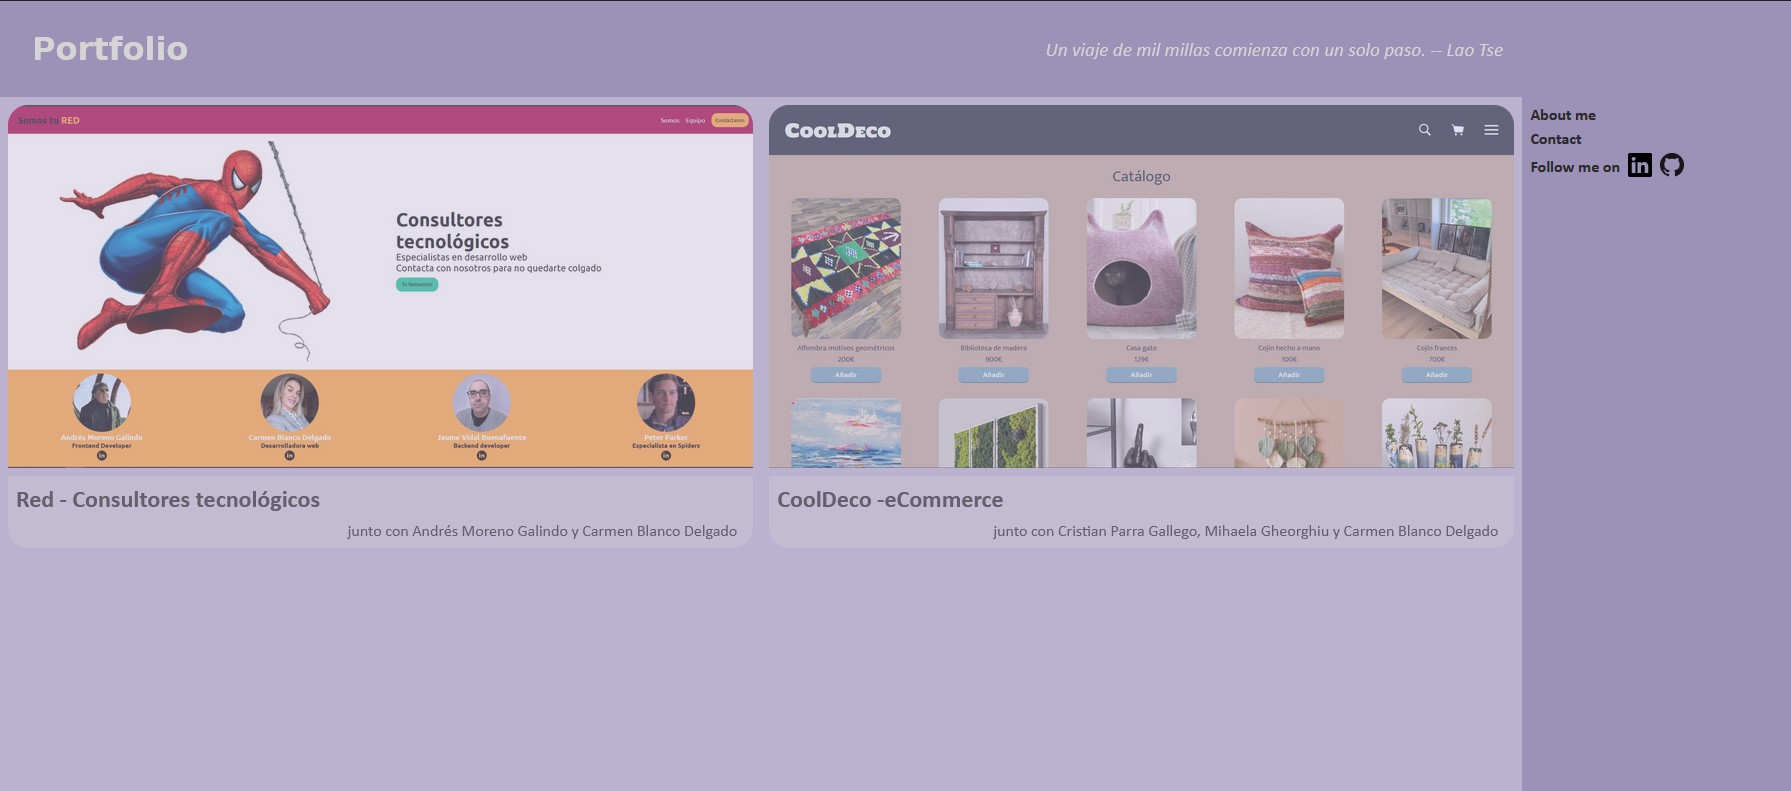 Portfolio
Un viaje de mil millas comienza con un solo paso. -- Lao Tse
Somos tu RED
Somos Equipo Contáctanos
Consultores
tecnológicos
Especialistas en desarrollo web
Contacta con nosotros para no quedarte colgado
Te llamamos!
Andrés Moreno Galindo Carmen Blanco Delgado Jaume Vidal Buenafuente Peter Parker
Frontend Developer Desarrolladora web Backend developer Especialista en Spiders
in in in in
Red - Consultores tecnológicos
junto con Andrés Moreno Galindo y Carmen Blanco Delgado
COOLDECO
Catálogo
Alfombra motivos geométricos Biblioteca de madera Casa gato Cojín hecho a mano Cojín frances
200€ 900€ 129€ 100€ 700€
Añadir Añadir Añadir Añadir Añadir
CoolDeco -eCommerce
junto con Cristian Parra Gallego, Mihaela Gheorghiu y Carmen Blanco Delgado
About me
Contact
Follow me on in